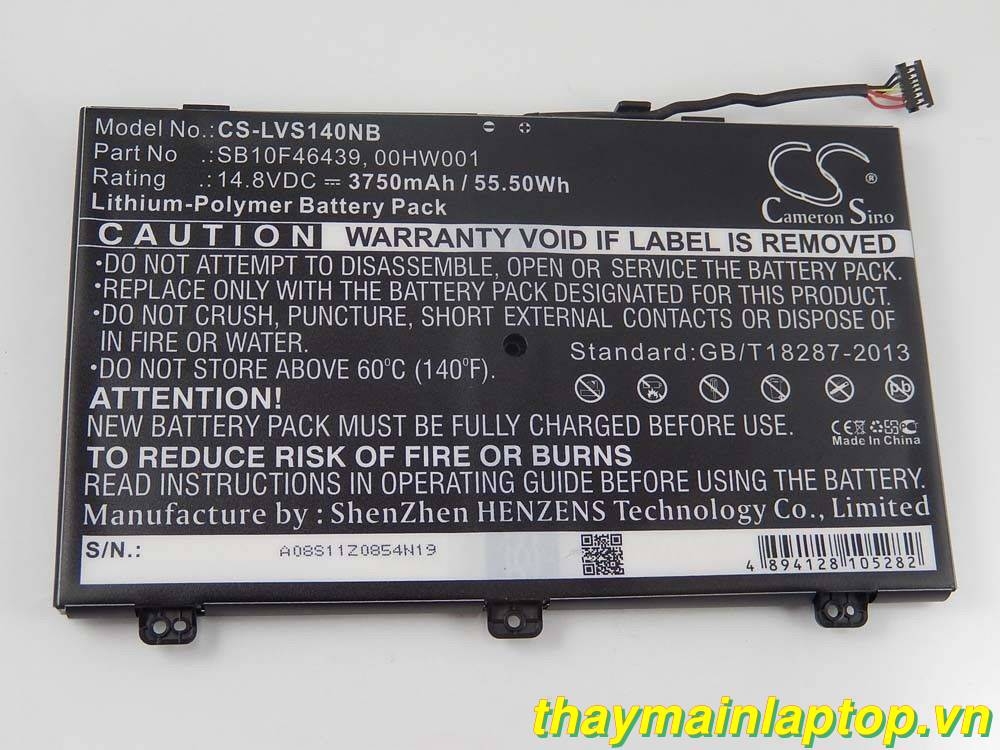 Model No.: CS-LVS140NB
Part No .: SB10F46439, 00HW001
Rating .: 14.8VDC ⎓ 3750mAh / 55.50Wh
Lithium-Polymer Battery Pack
CS ®
Cameron Sino
CAUTION WARRANTY VOID IF LABEL IS REMOVED
•DO NOT ATTEMPT TO DISASSEMBLE, OPEN OR SERVICE THE BATTERY PACK.
•REPLACE ONLY WITH THE BATTERY PACK DESIGNATED FOR THIS PRODUCT.
•DO NOT CRUSH, PUNCTURE, SHORT EXTERNAL CONTACTS OR DISPOSE OF
IN FIRE OR WATER.
•DO NOT STORE ABOVE 60°C (140°F).
Standard:GB/T18287-2013
Pb
ATTENTION!
NEW BATTERY PACK MUST BE FULLY CHARGED BEFORE USE.
CE
Made In China
TO REDUCE RISK OF FIRE OR BURNS
READ INSTRUCTIONS IN OPERATING GUIDE BEFORE USING THE BATTERY.
Manufacture by : ShenZhen HENZENS Technology Co., Limited
S/N.: A08S11Z0854N19
4 894128 105282
thaymainlaptop.vn